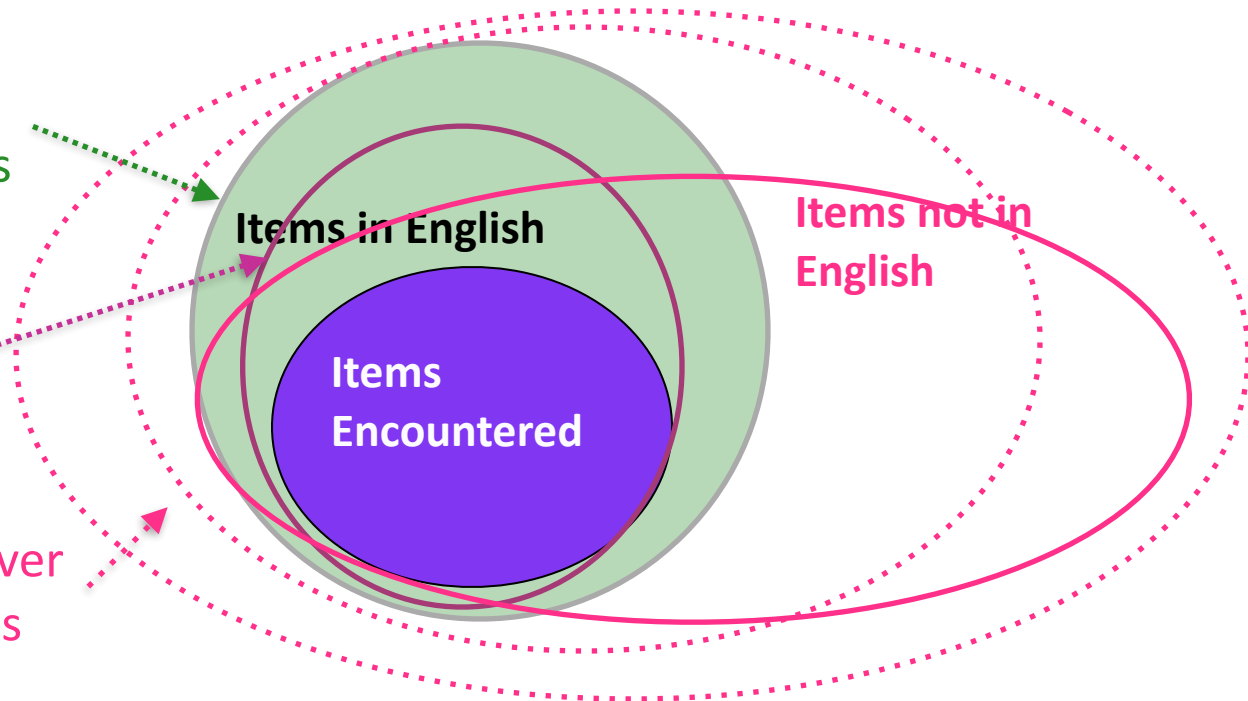 s
Items in English
Items not in
English
Items
Encountered
ver
s